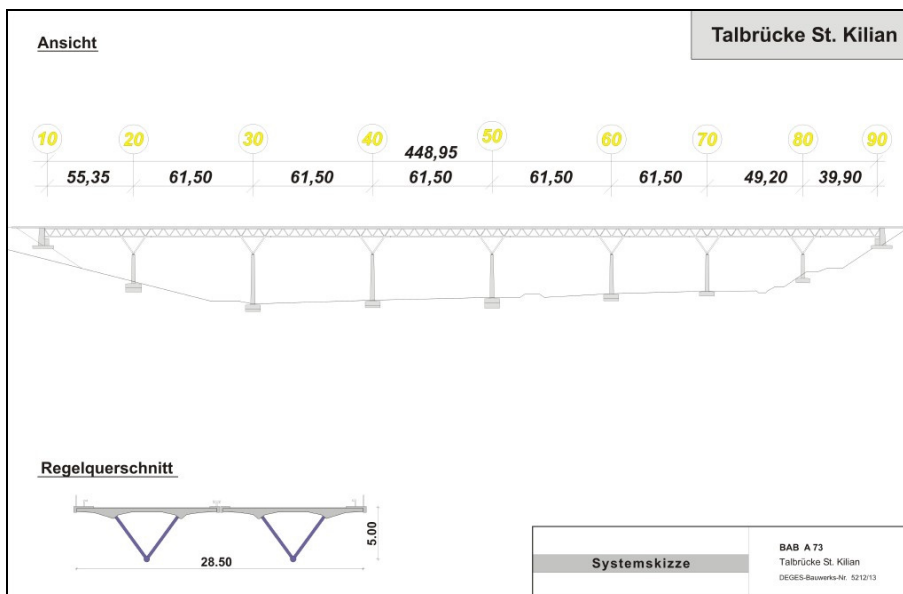 Ansicht
Talbrücke St. Kilian
10 20 30 40 50 60 70 80 90
448,95
55,35 61,50 61,50 61,50 61,50 61,50 49,20 39,90
Regelquerschnitt
5.00
28.50
Systemskizze
BAB A 73
Talbrücke St. Kilian
DEGES-Bauwerks-Nr. 5212/13